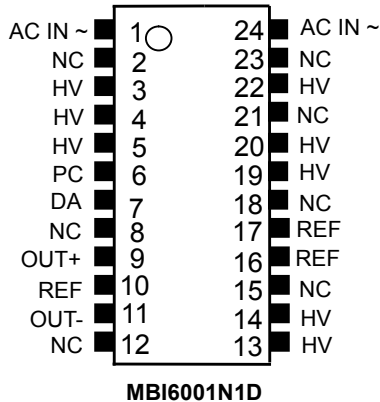 AC IN ~ 1 24 AC IN ~
NC 2 23 NC
HV 3 22 HV
HV 4 21 NC
HV 5 20 HV
PC 6 19 HV
DA 7 18 NC
NC 8 17 REF
OUT+ 9 16 REF
REF 10 15 NC
OUT- 11 14 HV
NC 12 13 HV
MBI6001N1D